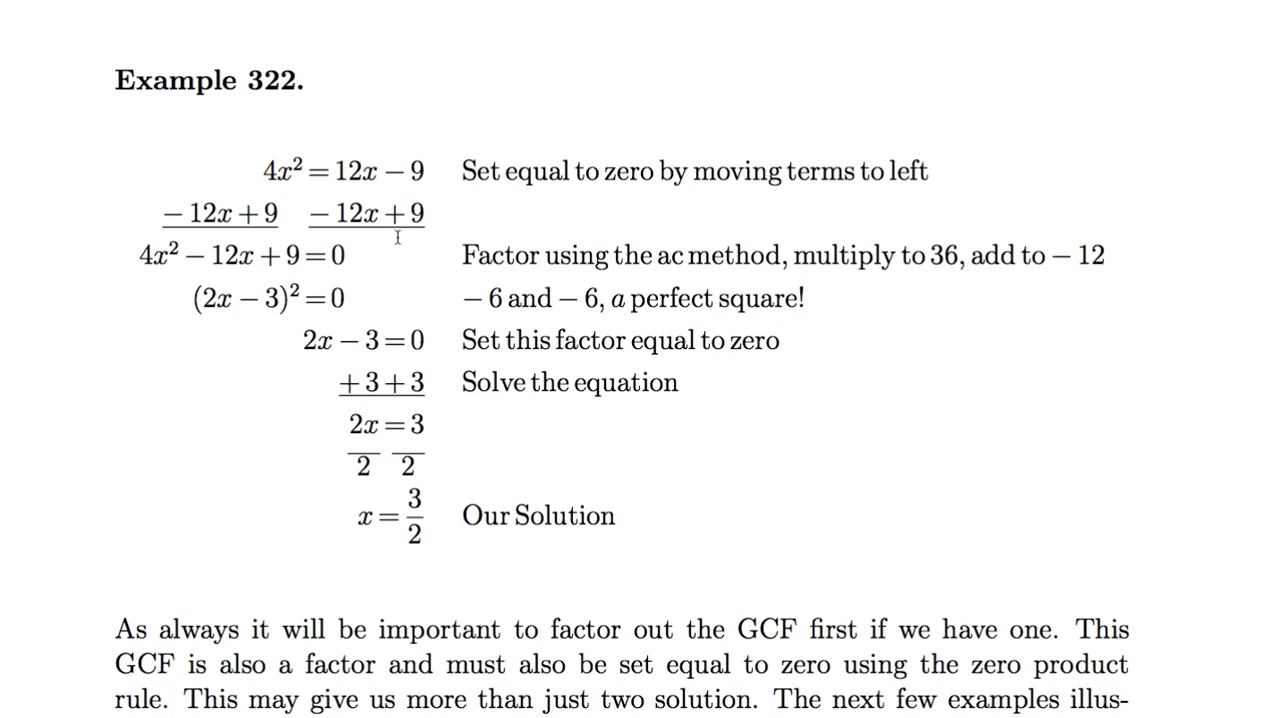 Example 322.
4x² = 12x − 9 Set equal to zero by moving terms to left
− 12x + 9 − 12x + 9
4x² − 12x + 9 = 0 Factor using the ac method, multiply to 36, add to − 12
(2x − 3)² = 0 − 6 and − 6, a perfect square!
2x − 3 = 0 Set this factor equal to zero
+ 3 + 3 Solve the equation
2x = 3
2 2
x = 3/2 Our Solution
As always it will be important to factor out the GCF first if we have one. This
GCF is also a factor and must also be set equal to zero using the zero product
rule. This may give us more than just two solution. The next few examples illus-